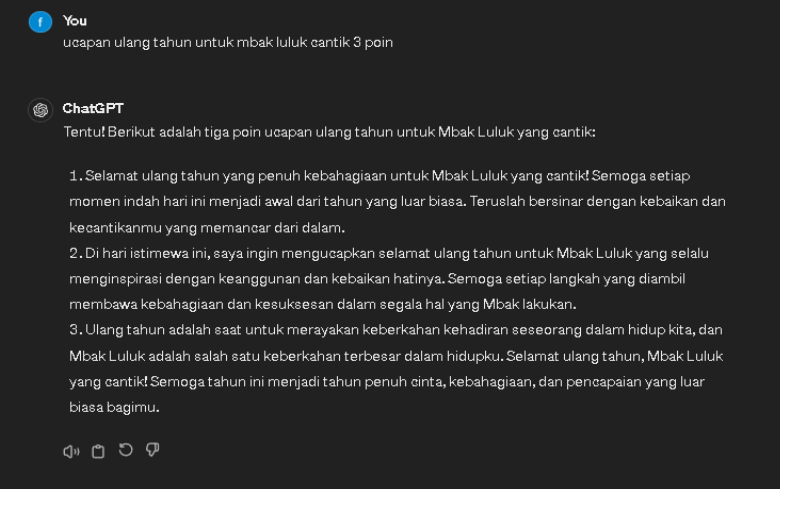 f
You
ucapan ulang tahun untuk mbak luluk cantik 3 poin
ChatGPT
Tentu! Berikut adalah tiga poin ucapan ulang tahun untuk Mbak Luluk yang cantik:
1. Selamat ulang tahun yang penuh kebahagiaan untuk Mbak Luluk yang cantik! Semoga setiap
momen indah hari ini menjadi awal dari tahun yang luar biasa. Teruslah bersinar dengan kebaikan dan
kecantikanmu yang memancar dari dalam.
2. Di hari istimewa ini, saya ingin mengucapkan selamat ulang tahun untuk Mbak Luluk yang selalu
menginspirasi dengan keanggunan dan kebaikan hatinya. Semoga setiap langkah yang diambil
membawa kebahagiaan dan kesuksesan dalam segala hal yang Mbak lakukan.
3. Ulang tahun adalah saat untuk merayakan keberkahan kehadiran seseorang dalam hidup kita, dan
Mbak Luluk adalah salah satu keberkahan terbesar dalam hidupku. Selamat ulang tahun, Mbak Luluk
yang cantik! Semoga tahun ini menjadi tahun penuh cinta, kebahagiaan, dan pencapaian yang luar
biasa bagimu.